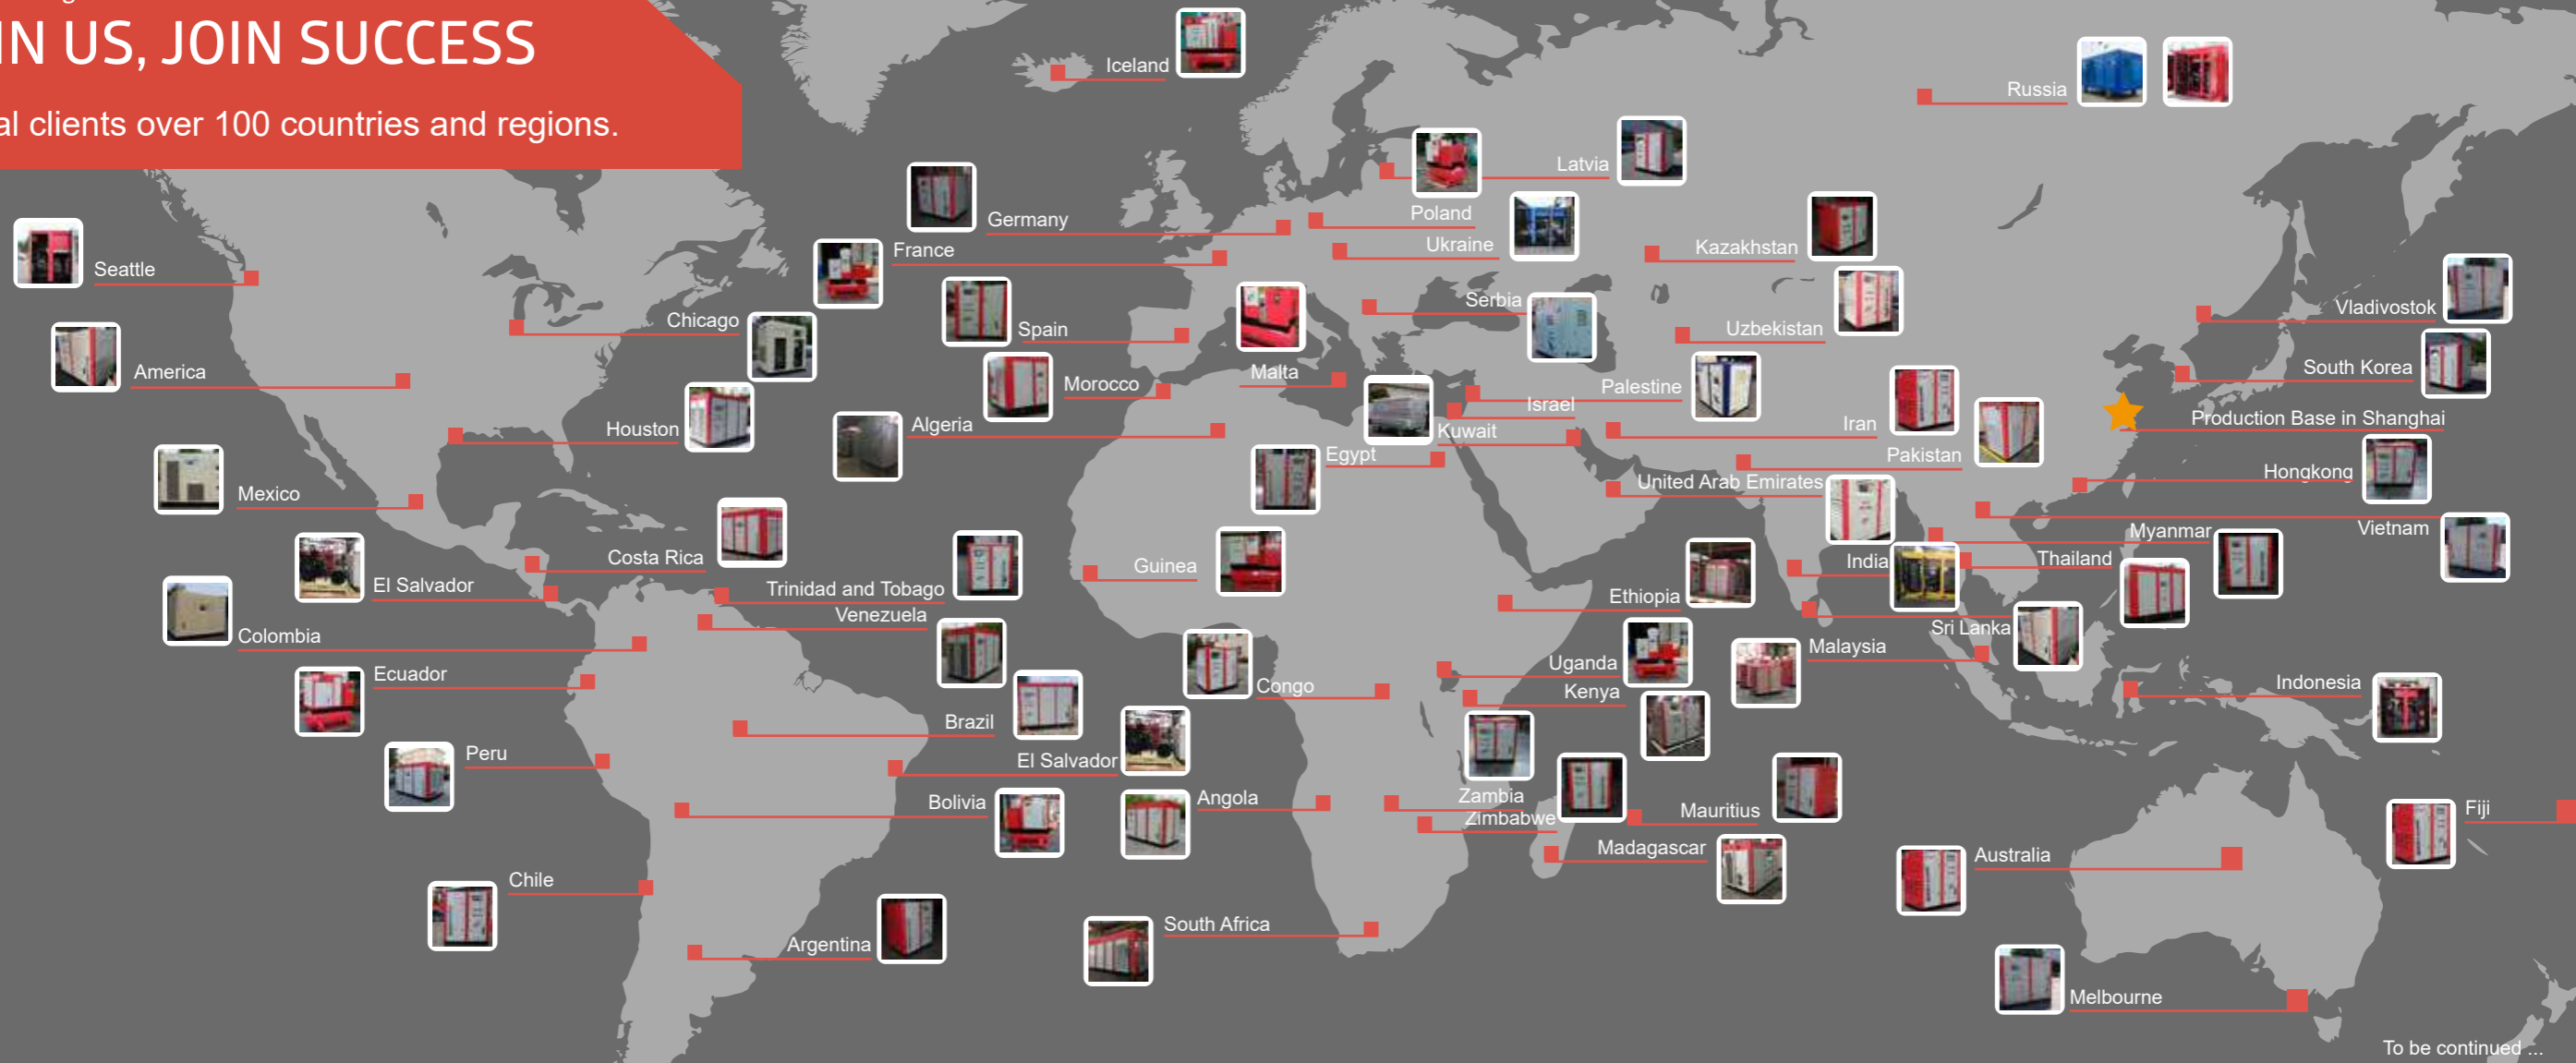 IN US, JOIN SUCCESS
al clients over 100 countries and regions.
Iceland
Russia
Latvia
Germany
Poland
France
Ukraine
Kazakhstan
Seattle
Chicago
Spain
Serbia
Uzbekistan
Vladivostok
America
Morocco
Malta
Palestine
South Korea
Houston
Algeria
Israel
Kuwait
Iran
Production Base in Shanghai
Egypt
Pakistan
Mexico
United Arab Emirates
Hongkong
Myanmar
Vietnam
Costa Rica
Guinea
India
Thailand
El Salvador
Trinidad and Tobago
Ethiopia
Venezuela
Colombia
Sri Lanka
Malaysia
Ecuador
Congo
Uganda
Kenya
Indonesia
Brazil
Peru
El Salvador
Bolivia
Angola
Zambia
Zimbabwe
Mauritius
Fiji
Madagascar
Australia
Chile
South Africa
Argentina
Melbourne
To be continued ...